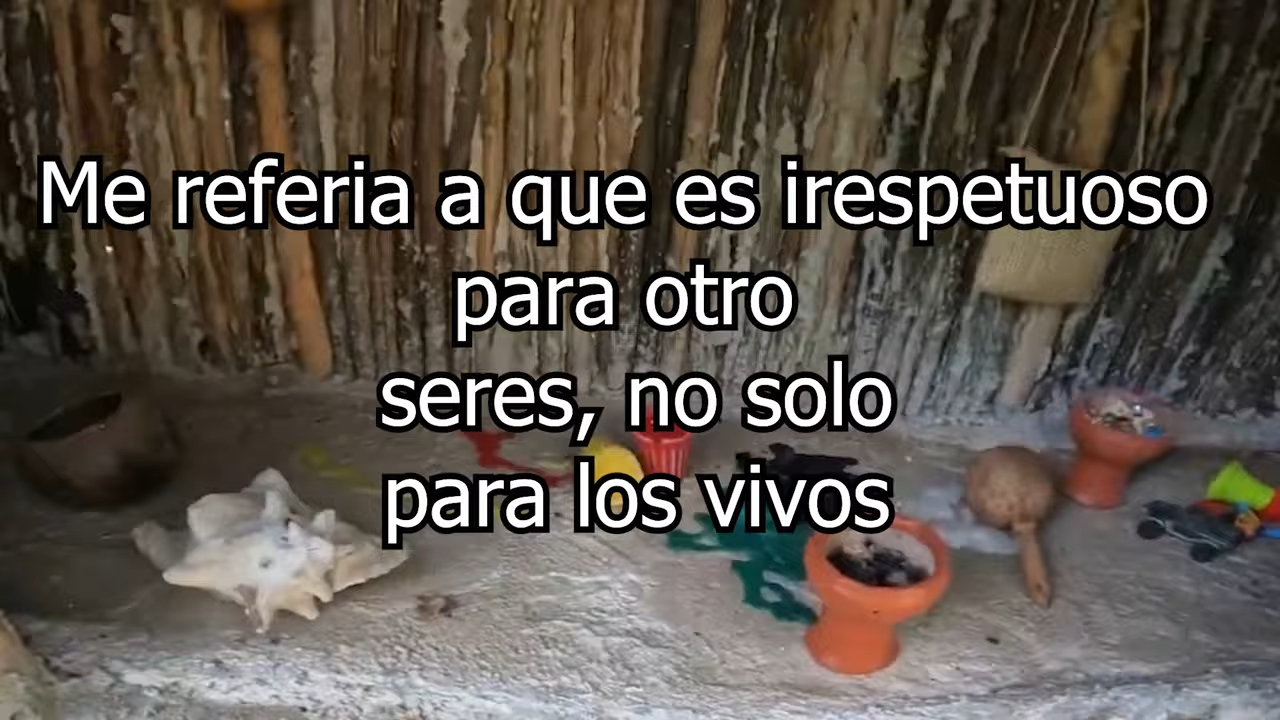 Me referia a que es irespetuoso
para otro
seres, no solo
para los vivos